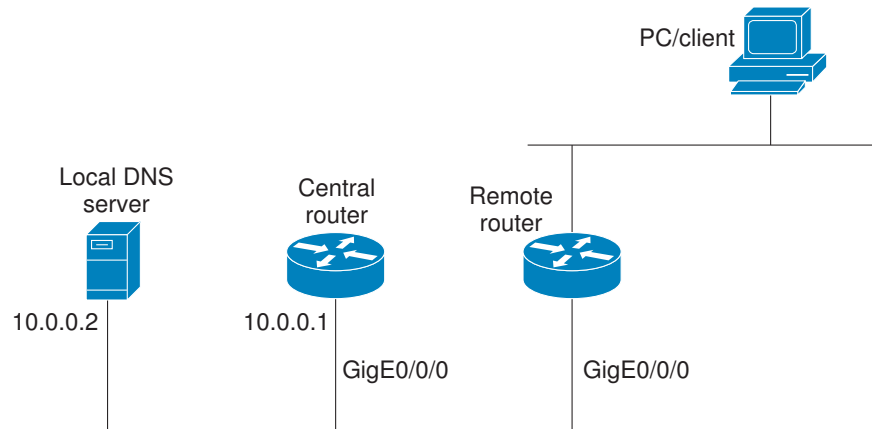 PC/client
Local DNS
server
Central
router
Remote
router
10.0.0.2
10.0.0.1
GigE0/0/0
GigE0/0/0